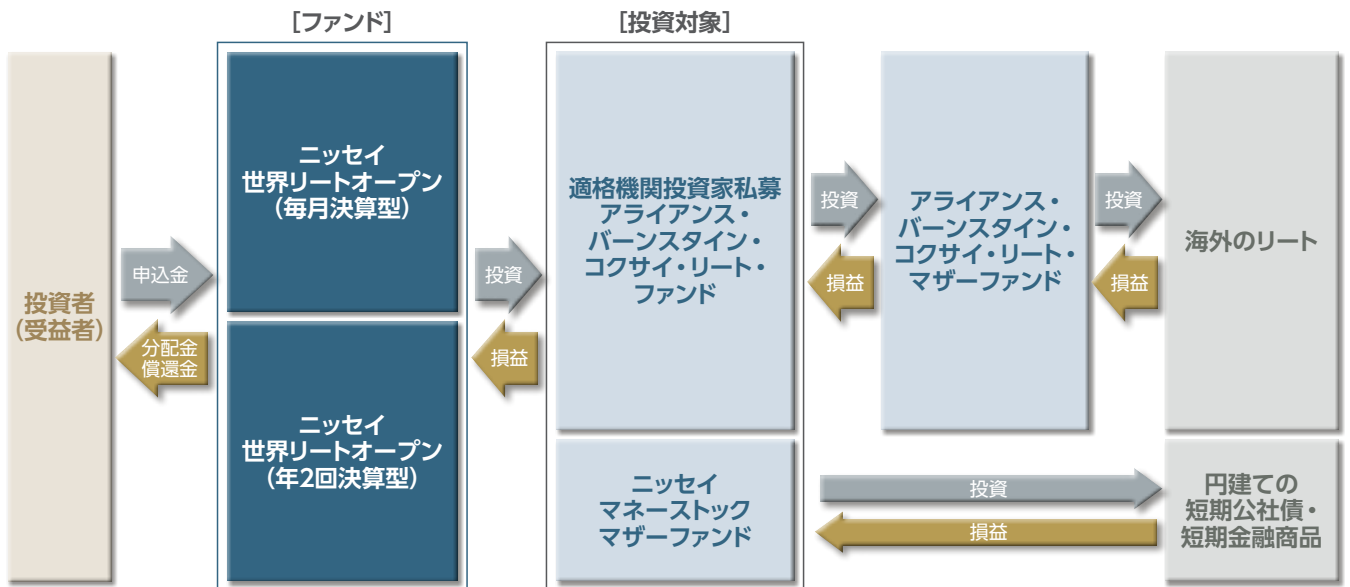 [ファンド]
[投資対象]
投資者
(受益者)
申込金
分配金
償還金
ニッセイ
世界リートオープン
(毎月決算型)
ニッセイ
世界リートオープン
(年2回決算型)
投資
損益
適格機関投資家私募
アライアンス・
バーンスタイン・
コクサイ・リート・
ファンド
ニッセイ
マネーストック
マザーファンド
投資
損益
アライアンス・
バーンスタイン・
コクサイ・リート・
マザーファンド
投資
損益
海外のリート
投資
損益
円建ての
短期公社債・
短期金融商品